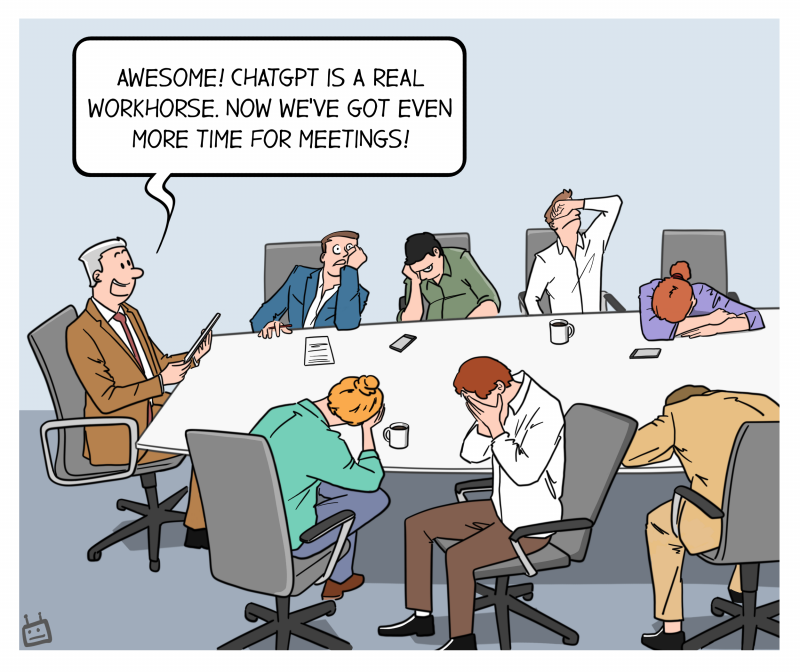 AWESOME! CHATGPT IS A REAL
WORKHORSE. NOW WE'VE GOT EVEN
MORE TIME FOR MEETINGS!